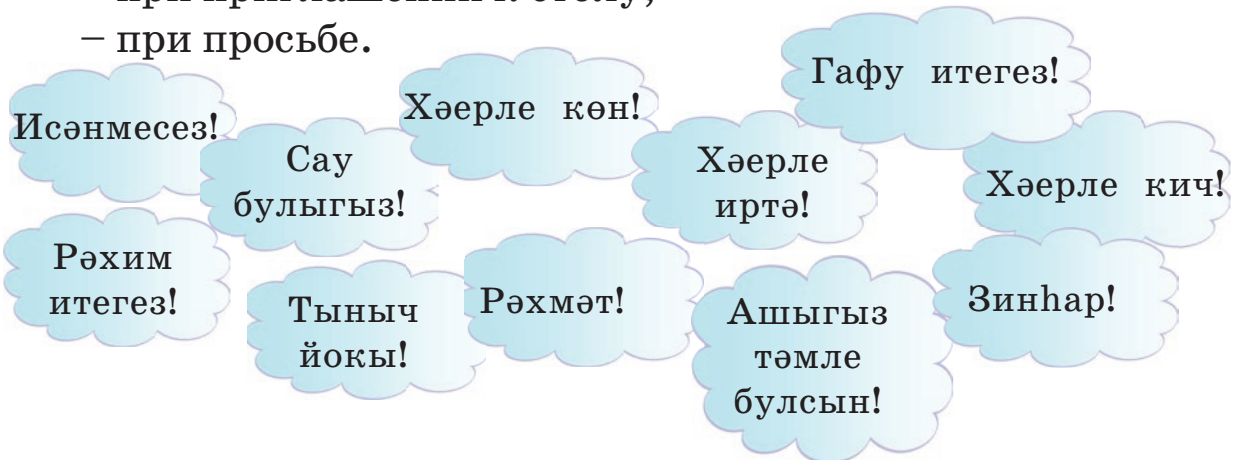 – при просьбе.
Исәнмесез!
Сау
булыгыз!
Хәерле көн!
Хәерле
иртә!
Гафу итегез!
Хәерле кич!
Рәхим
итегез!
Тыныч
йокы!
Рәхмәт!
Ашыгыз
тәмле
булсын!
Зинһар!